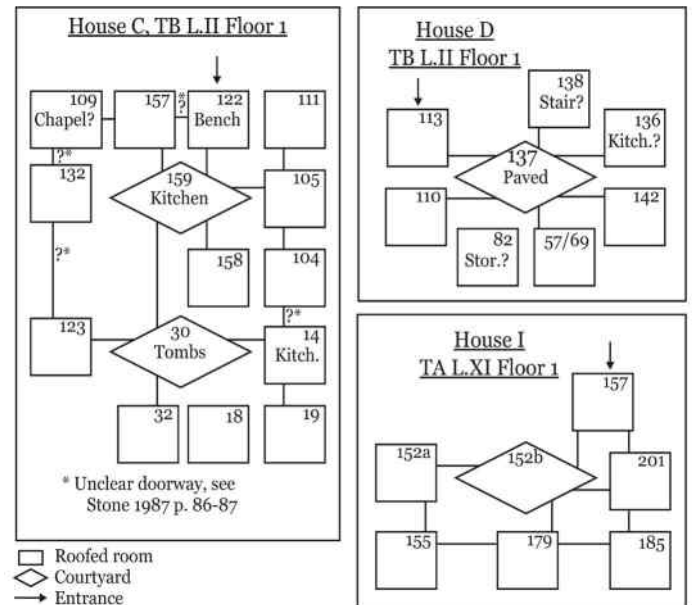 House C, TB L.II Floor 1
109
Chapel?
157
?
*
122
Bench
111
?*
132
159
Kitchen
105
?*
158
104
?*
123
30
Tombs
14
Kitch.
32
18
19
* Unclear doorway, see
Stone 1987 p. 86-87
Roofed room
Courtyard
Entrance
House D
TB L.II Floor 1
138
Stair?
113
136
Kitch.?
137
Paved
110
142
82
Stor.?
57/69
House I
TA L.XI Floor 1
157
152a
152b
201
155
179
185